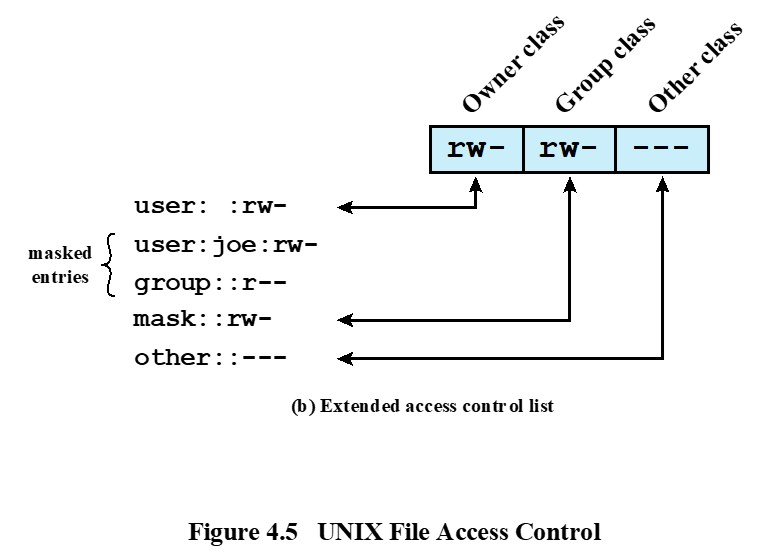 Owner class
Group class
Other class
rw- rw- ---
user: :rw-
user:joe:rw-
masked
entries
group::r--
mask::rw-
other::---
(b) Extended access control list
Figure 4.5 UNIX File Access Control